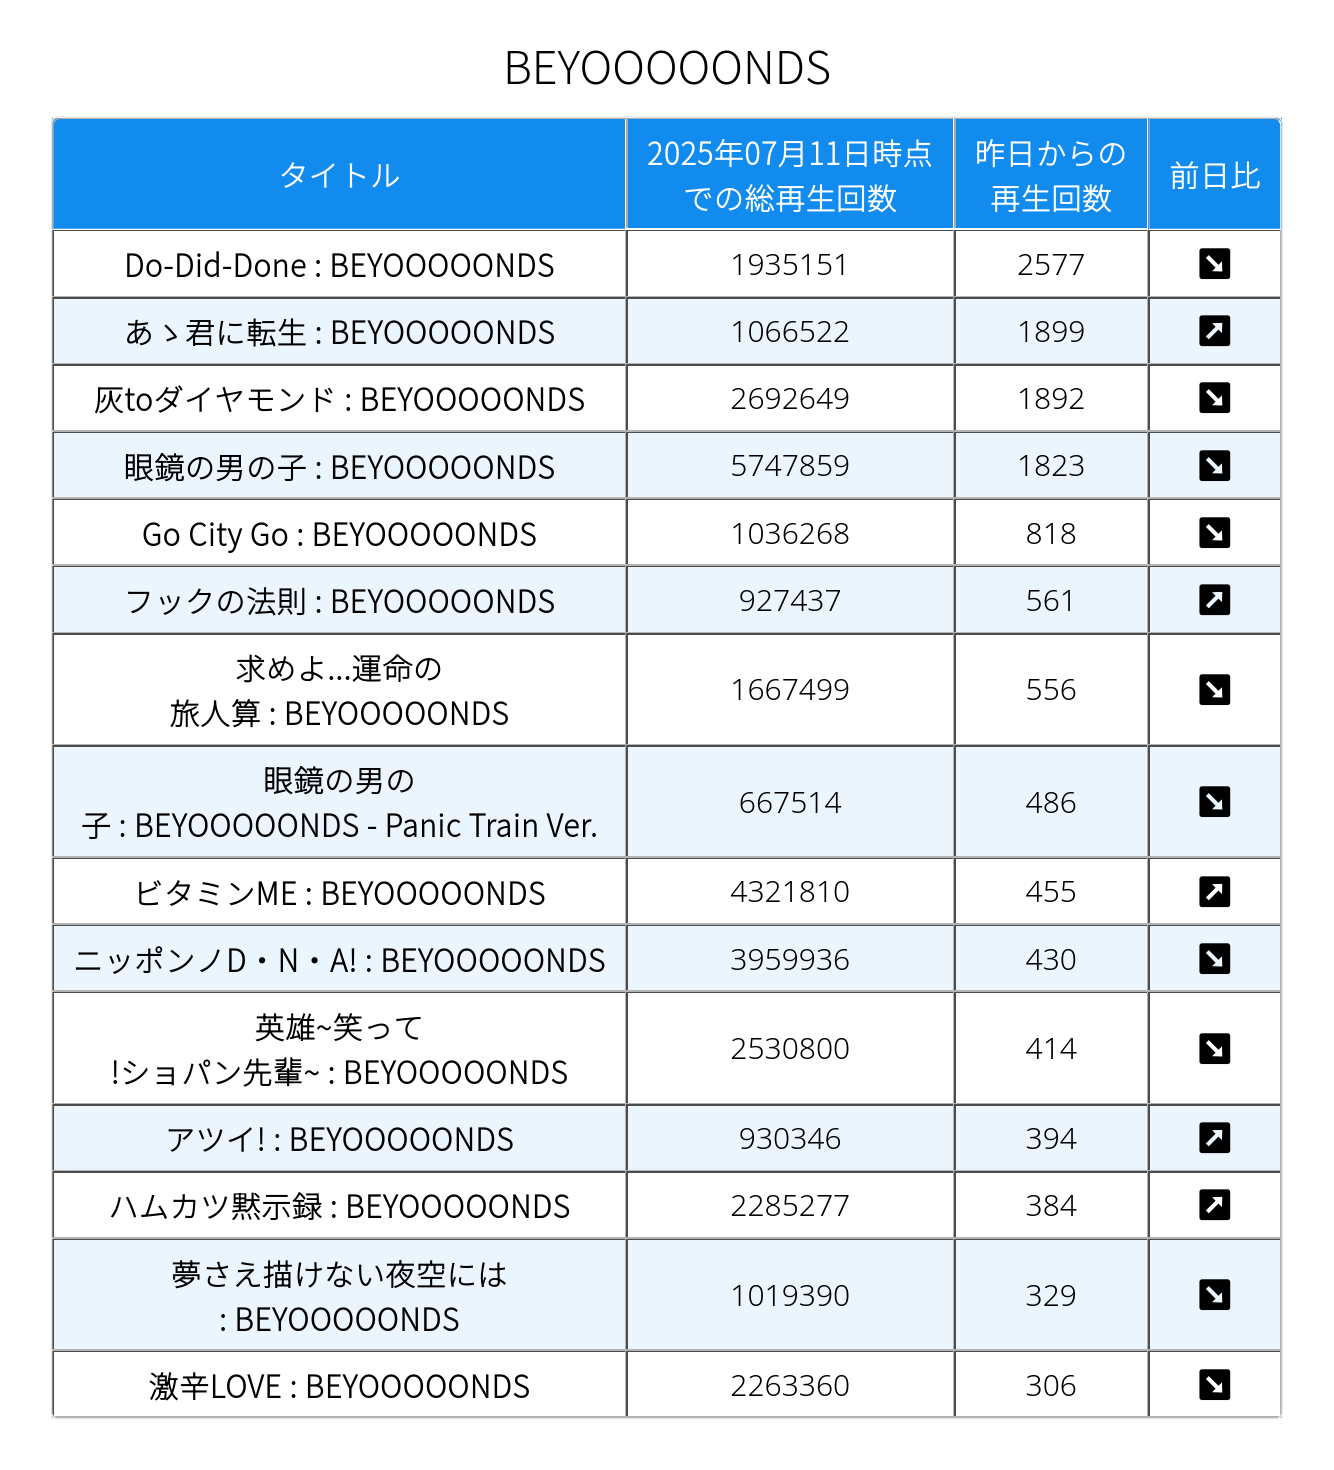 BEYOOOOONDS
タイトル
2025年07月11日時点
での総再生回数
昨日からの
再生回数
前日比
Do-Did-Done : BEYOOOOONDS 1935151 2577 ↘
あゝ君に転生 : BEYOOOOONDS 1066522 1899 ↗
灰toダイヤモンド : BEYOOOOONDS 2692649 1892 ↘
眼鏡の男の子 : BEYOOOOONDS 5747859 1823 ↘
Go City Go : BEYOOOOONDS 1036268 818 ↘
フックの法則 : BEYOOOOONDS 927437 561 ↗
求めよ...運命の
旅人算 : BEYOOOOONDS 1667499 556 ↘
眼鏡の男の
子 : BEYOOOOONDS - Panic Train Ver. 667514 486 ↘
ビタミンME : BEYOOOOONDS 4321810 455 ↗
ニッポンノD・N・A! : BEYOOOOONDS 3959936 430 ↘
英雄~笑って
!ショパン先輩~ : BEYOOOOONDS 2530800 414 ↘
アツイ! : BEYOOOOONDS 930346 394 ↗
ハムカツ黙示録 : BEYOOOOONDS 2285277 384 ↗
夢さえ描けない夜空には
: BEYOOOOONDS 1019390 329 ↘
激辛LOVE : BEYOOOOONDS 2263360 306 ↘